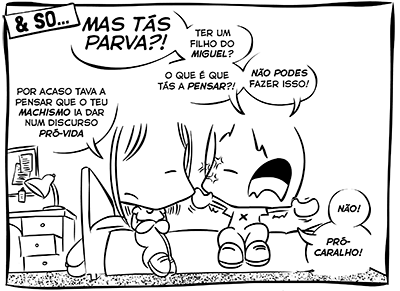 & SO...
MAS TÁS
PARVA?!
TER UM
FILHO DO
MIGUEL?
O QUE É QUE
TÁS A PENSAR?!
NÃO PODES
FAZER ISSO!
POR ACASO TAVA A
PENSAR QUE O TEU
MACHISMO IA DAR
NUM DISCURSO
PRÓ-VIDA
NÃO!
PRÓ-
CARALHO!